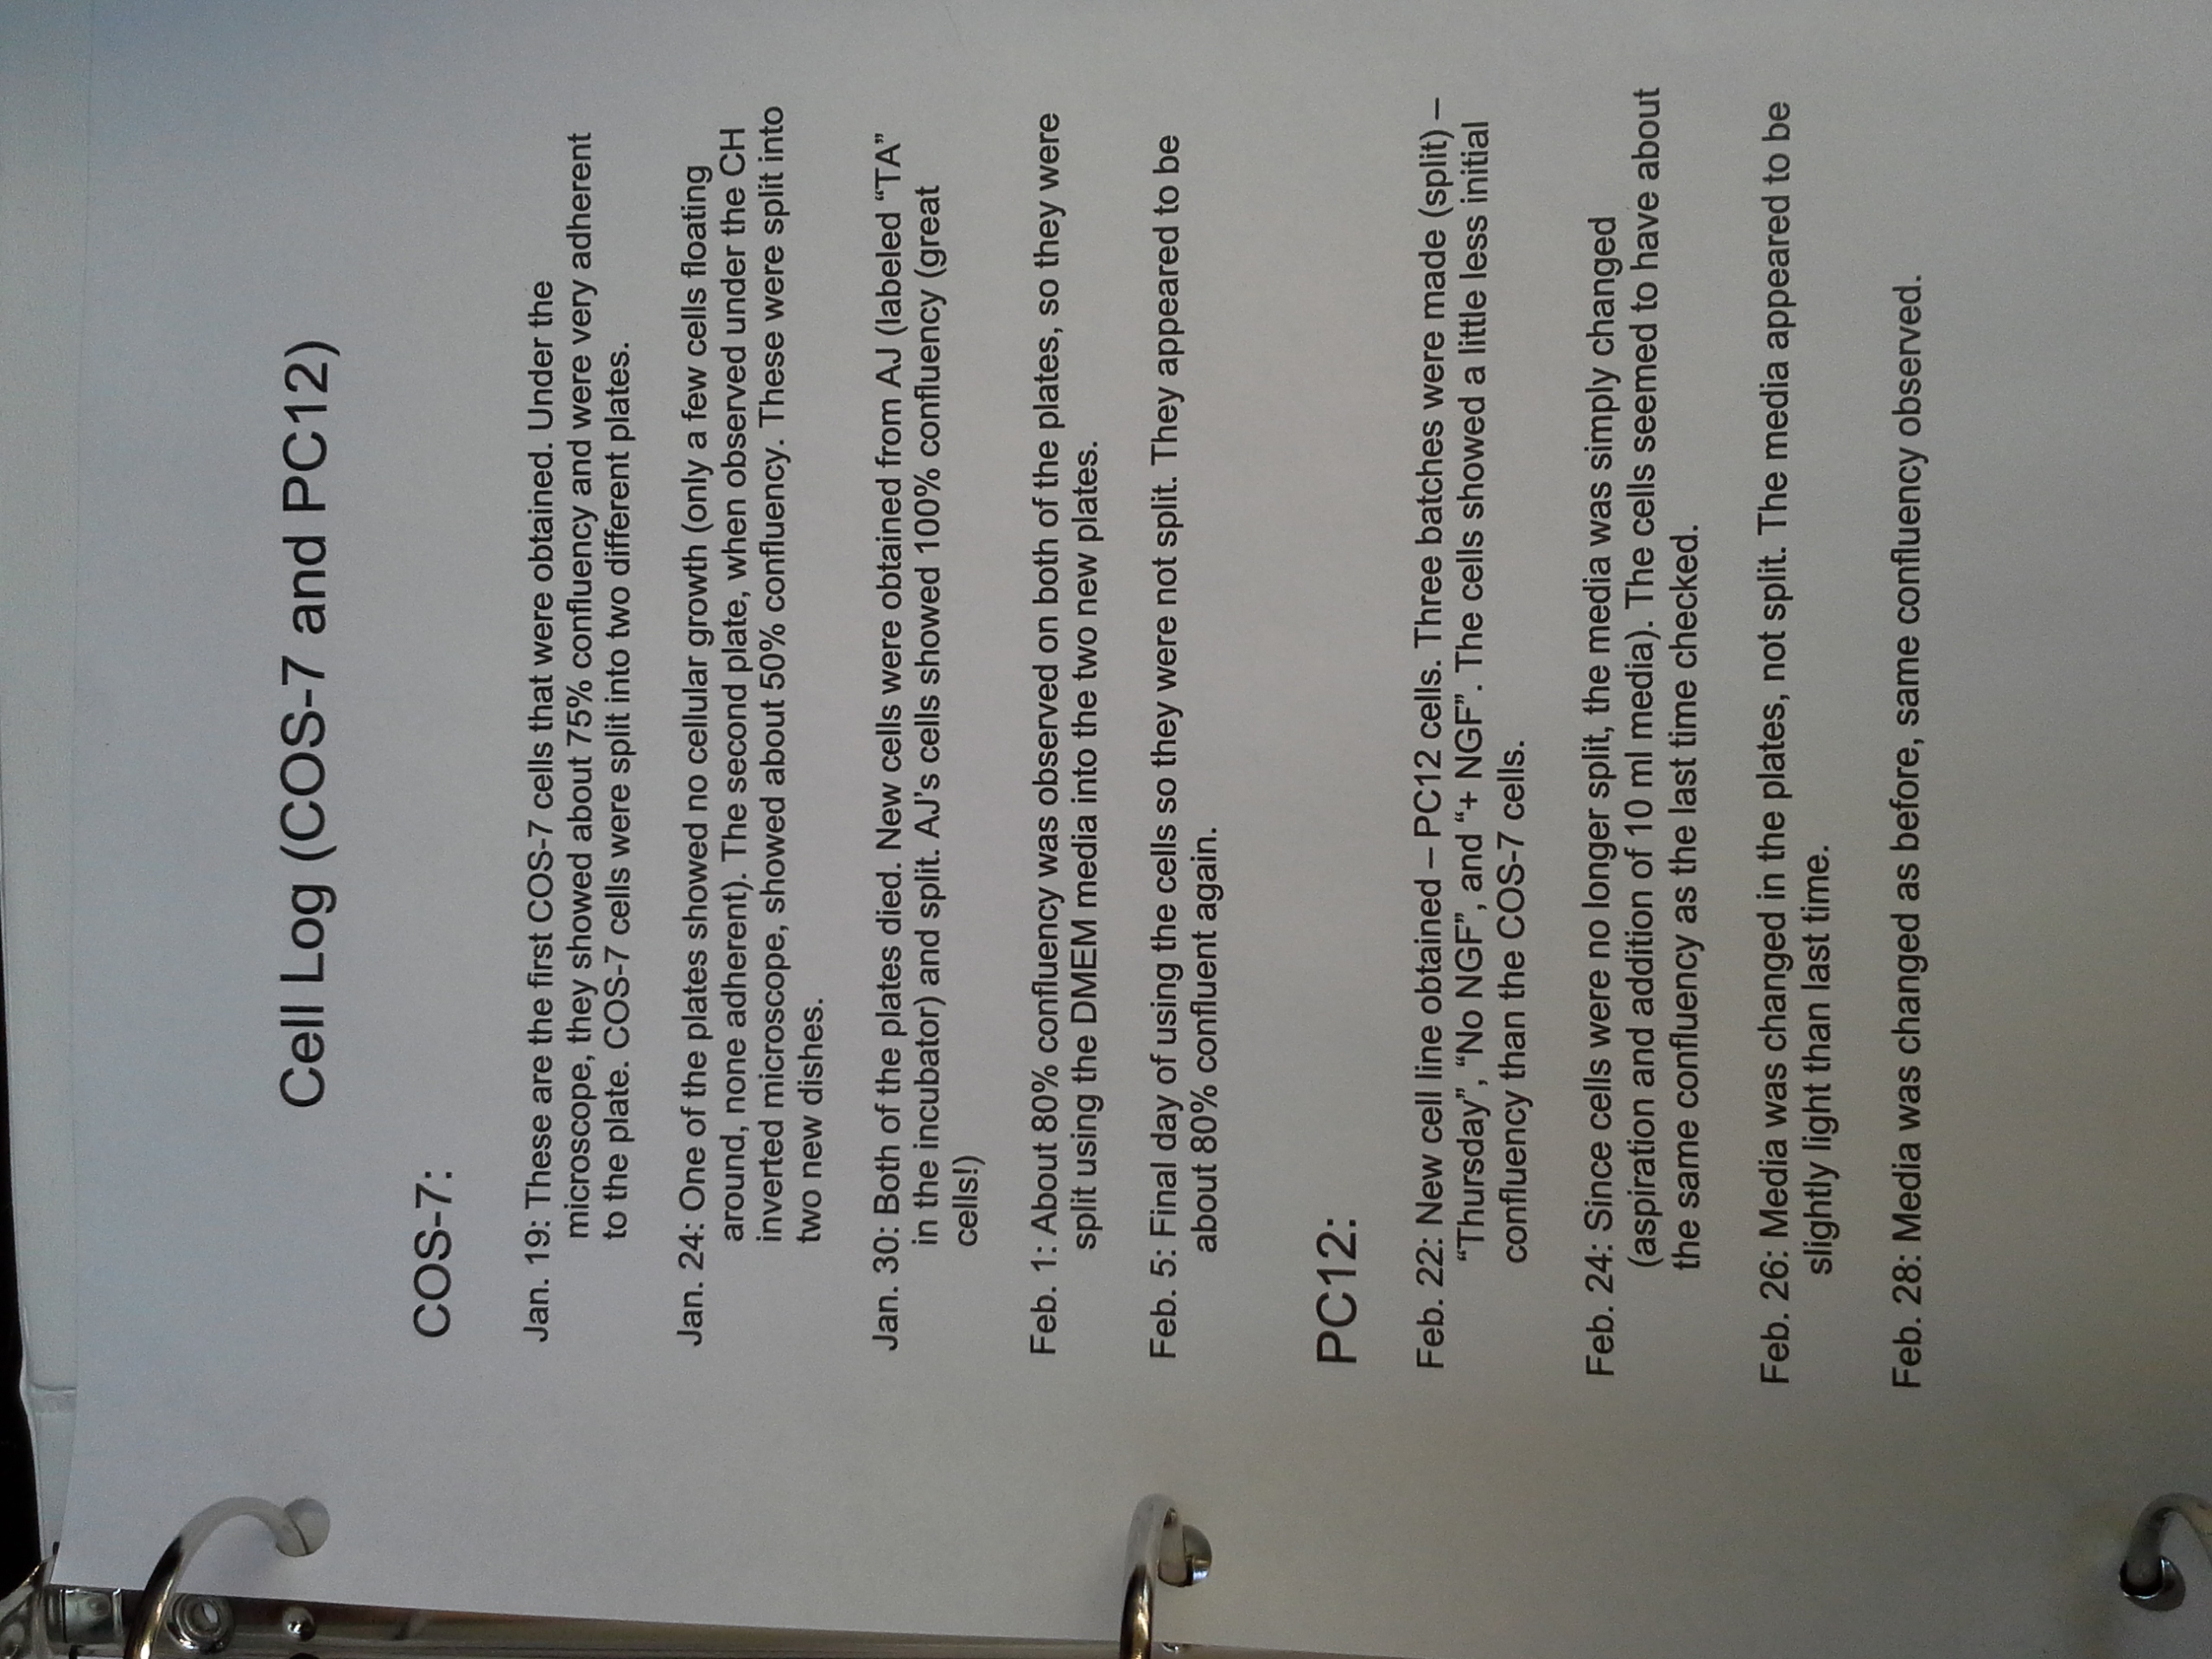 Cell Log (COS-7 and PC12)
COS-7:
Jan. 19: These are the first COS-7 cells that were obtained. Under the
microscope, they showed about 75% confluency and were very adherent
to the plate. COS-7 cells were split into two different plates.
Jan. 24: One of the plates showed no cellular growth (only a few cells floating
around, none adherent). The second plate, when observed under the CH
inverted microscope, showed about 50% confluency. These were split into
two new dishes.
Jan. 30: Both of the plates died. New cells were obtained from AJ (labeled “TA”
in the incubator) and split. AJ’s cells showed 100% confluency (great
cells!)
Feb. 1: About 80% confluency was observed on both of the plates, so they were
split using the DMEM media into the two new plates.
Feb. 5: Final day of using the cells so they were not split. They appeared to be
about 80% confluent again.
PC12:
Feb. 22: New cell line obtained – PC12 cells. Three batches were made (split) –
“Thursday”, “No NGF”, and “+ NGF”. The cells showed a little less initial
confluency than the COS-7 cells.
Feb. 24: Since cells were no longer split, the media was simply changed
(aspiration and addition of 10 ml media). The cells seemed to have about
the same confluency as the last time checked.
Feb. 26: Media was changed in the plates, not split. The media appeared to be
slightly light than last time.
Feb. 28: Media was changed as before, same confluency observed.